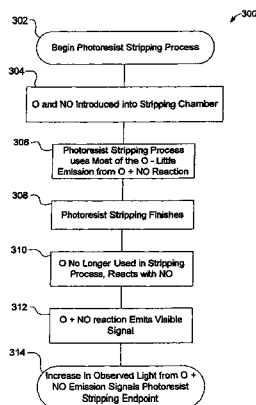 300
302
Begin Photoresist Stripping Process
304
O and NO Introduced into Stripping Chamber
306
Photoresist Stripping Process
uses Most of the O - Little
Emission from O + NO Reaction
308
Photoresist Stripping Finishes
310
O No Longer Used in Stripping
Process, Reacts with NO
312
O + NO reaction Emits Visible
Signal
314
Increase In Observed Light from O +
NO Emission Signals Photoresist
Stripping Endpoint